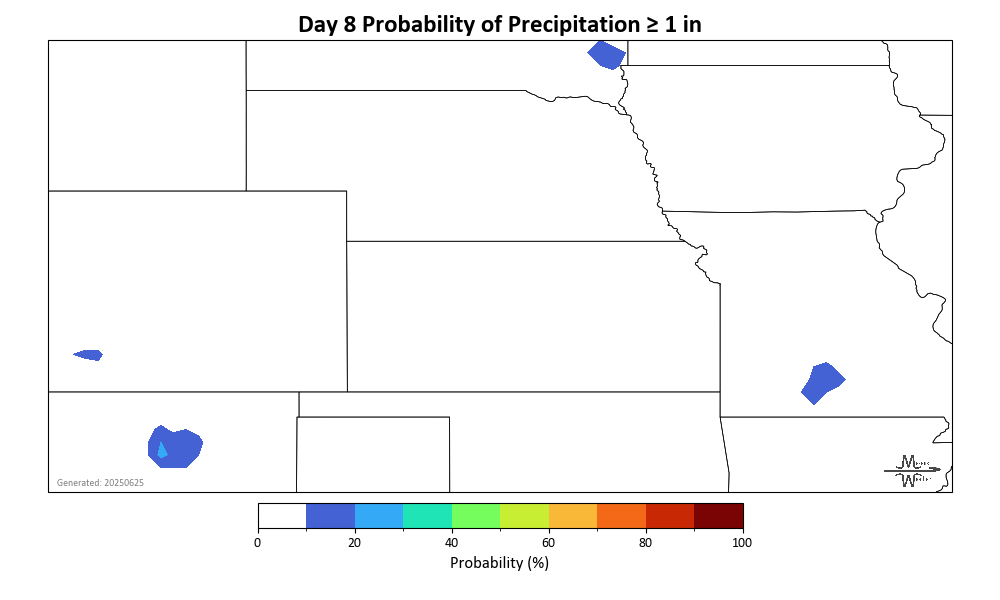 Day 8 Probability of Precipitation ≥ 1 in
Generated: 20250625
0 20 40 60 80 100
Probability (%)